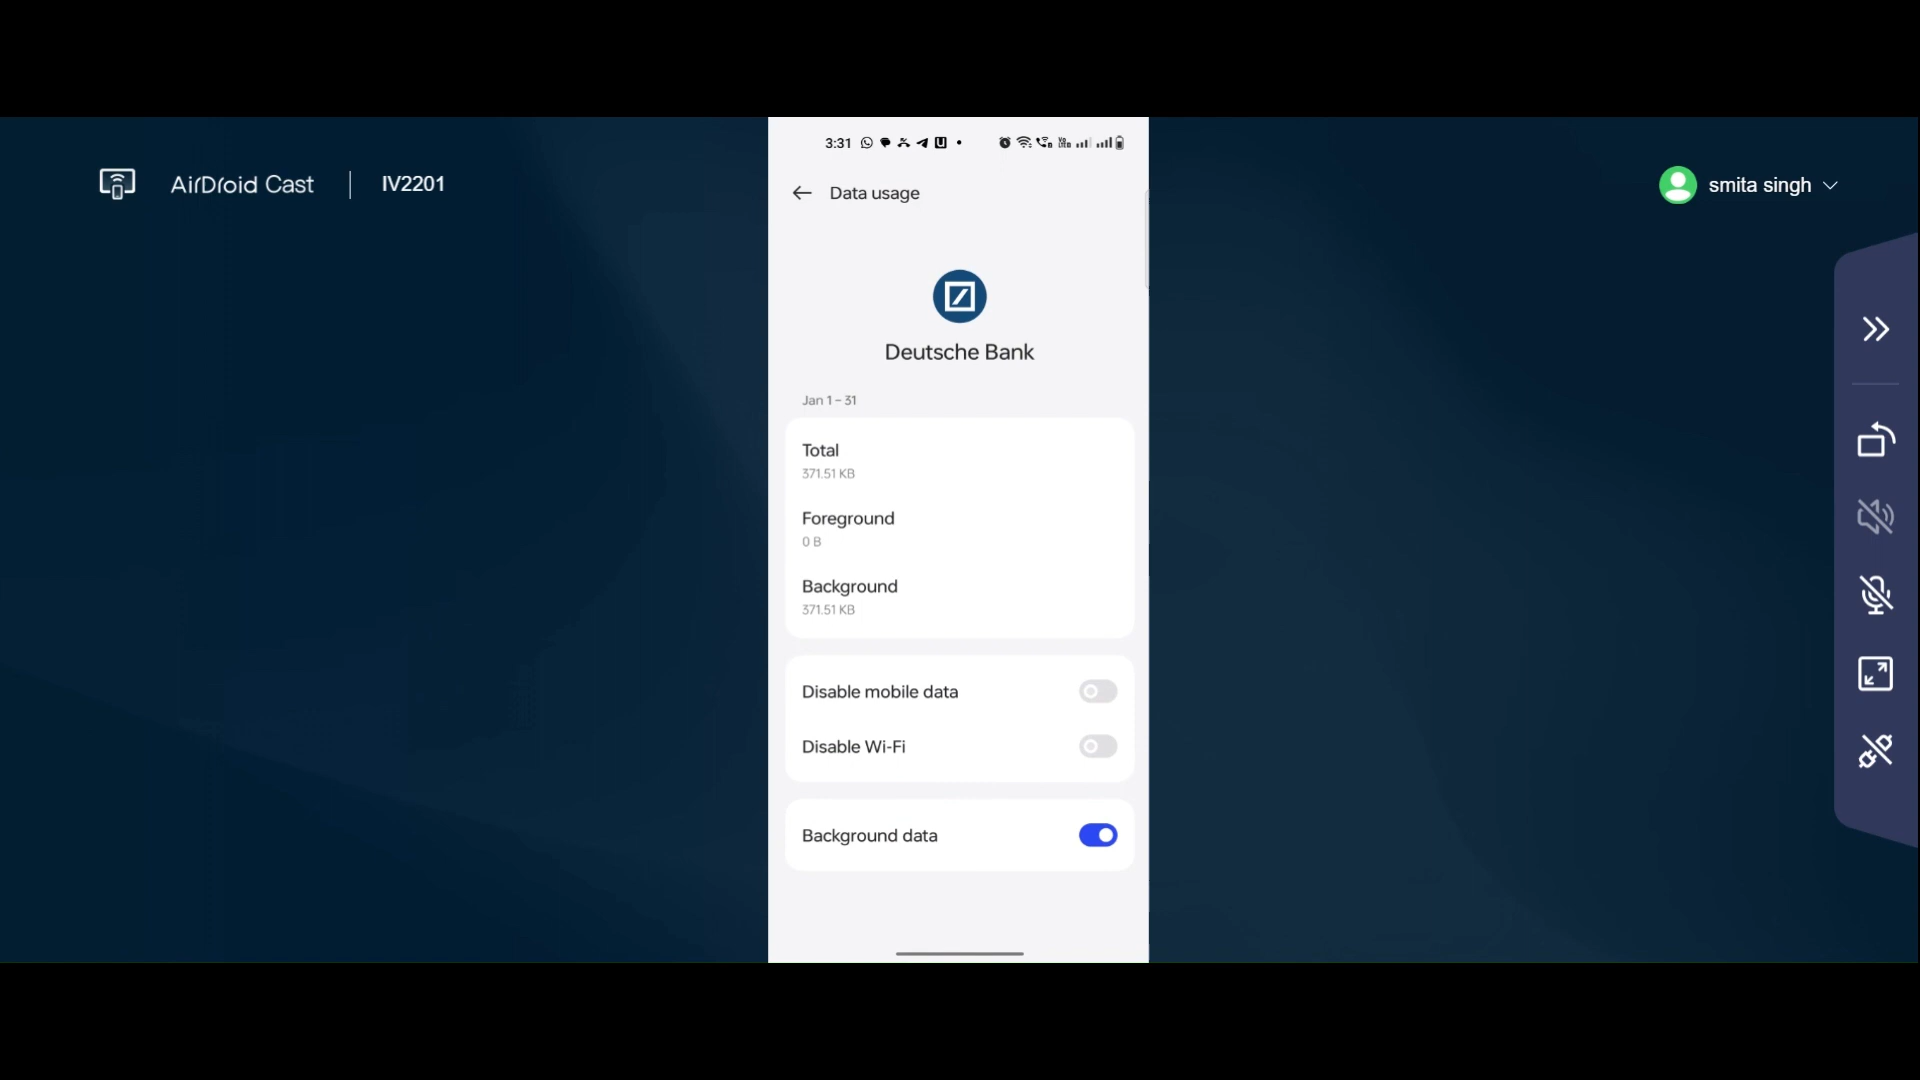 3:31
AirDroid Cast | IV2201
smita singh
Data usage
Deutsche Bank
Jan 1 – 31
Total
371.51 KB
Foreground
0 B
Background
371.51 KB
Disable mobile data
Disable Wi-Fi
Background data